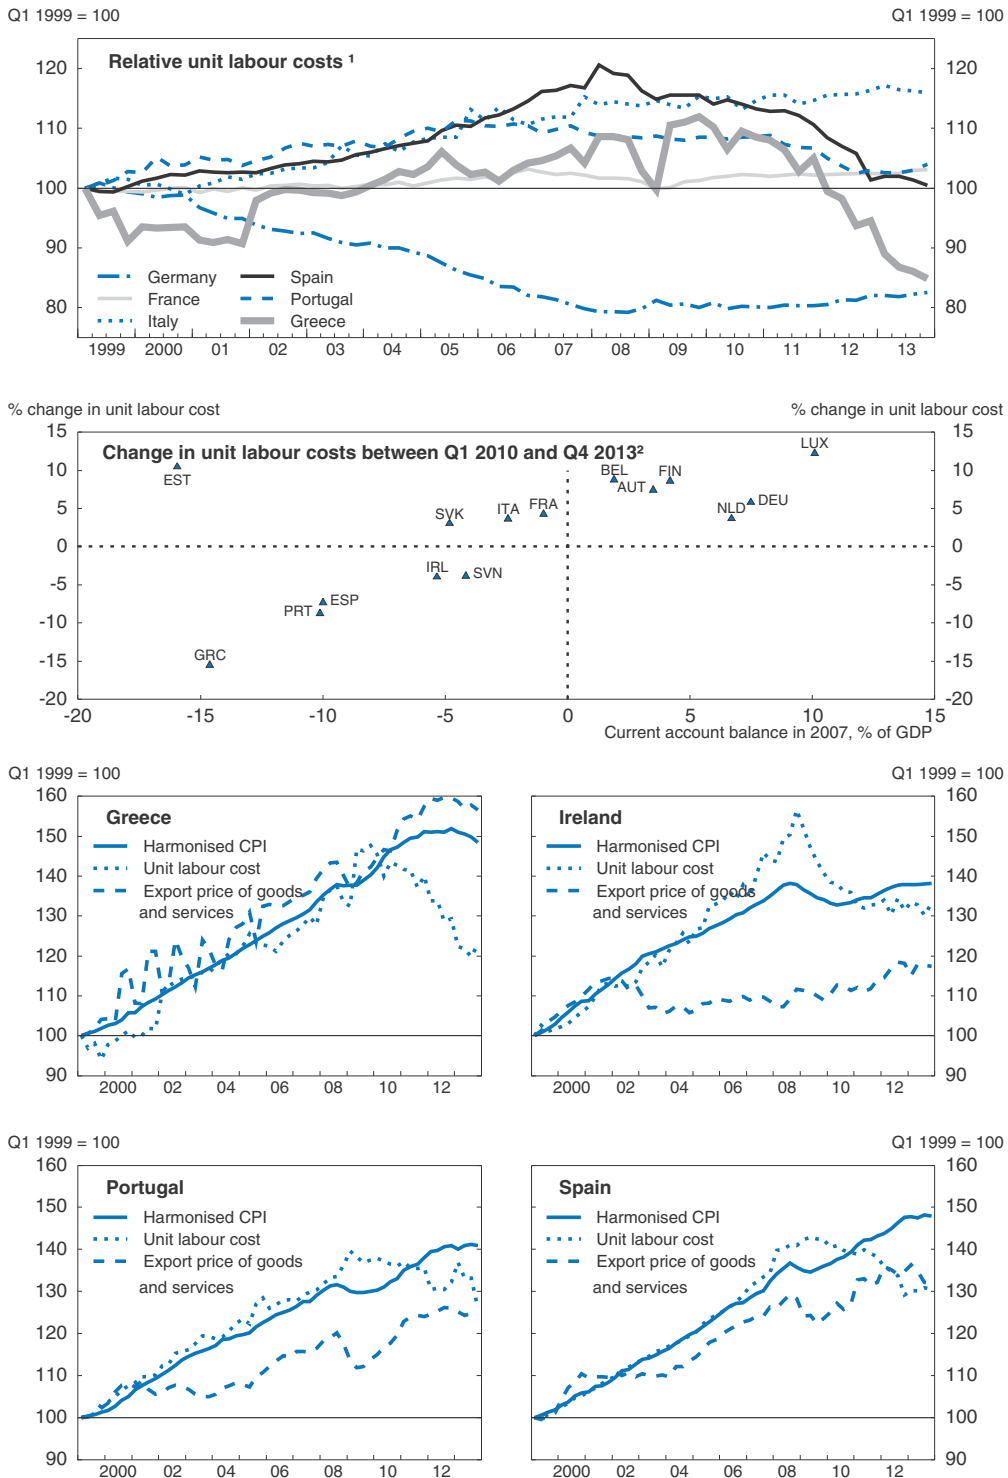 Q1 1999 = 100 Q1 1999 = 100
Relative unit labour costs ¹
120 120
110 110
100 100
90 90
80 80
Germany Spain
France Portugal
Italy Greece
1999 2000 01 02 03 04 05 06 07 08 09 10 11 12 13
% change in unit labour cost % change in unit labour cost
Change in unit labour costs between Q1 2010 and Q4 2013²
15 15
10 10
5 5
0 0
-5 -5
-10 -10
-15 -15
-20 -20
EST
LUX
BEL
FIN
AUT
DEU
NLD
FRA
ITA
SVK
IRL
SVN
ESP
PRT
GRC
-20 -15 -10 -5 0 5 10 15
Current account balance in 2007, % of GDP
Q1 1999 = 100 Q1 1999 = 100
Greece
Harmonised CPI
Unit labour cost
Export price of goods
and services
160
150
140
130
120
110
100
90
2000 02 04 06 08 10 12
Ireland
Harmonised CPI
Unit labour cost
Export price of goods
and services
160
150
140
130
120
110
100
90
2000 02 04 06 08 10 12
Q1 1999 = 100 Q1 1999 = 100
Portugal
Harmonised CPI
Unit labour cost
Export price of goods
and services
160
150
140
130
120
110
100
90
2000 02 04 06 08 10 12
Spain
Harmonised CPI
Unit labour cost
Export price of goods
and services
160
150
140
130
120
110
100
90
2000 02 04 06 08 10 12